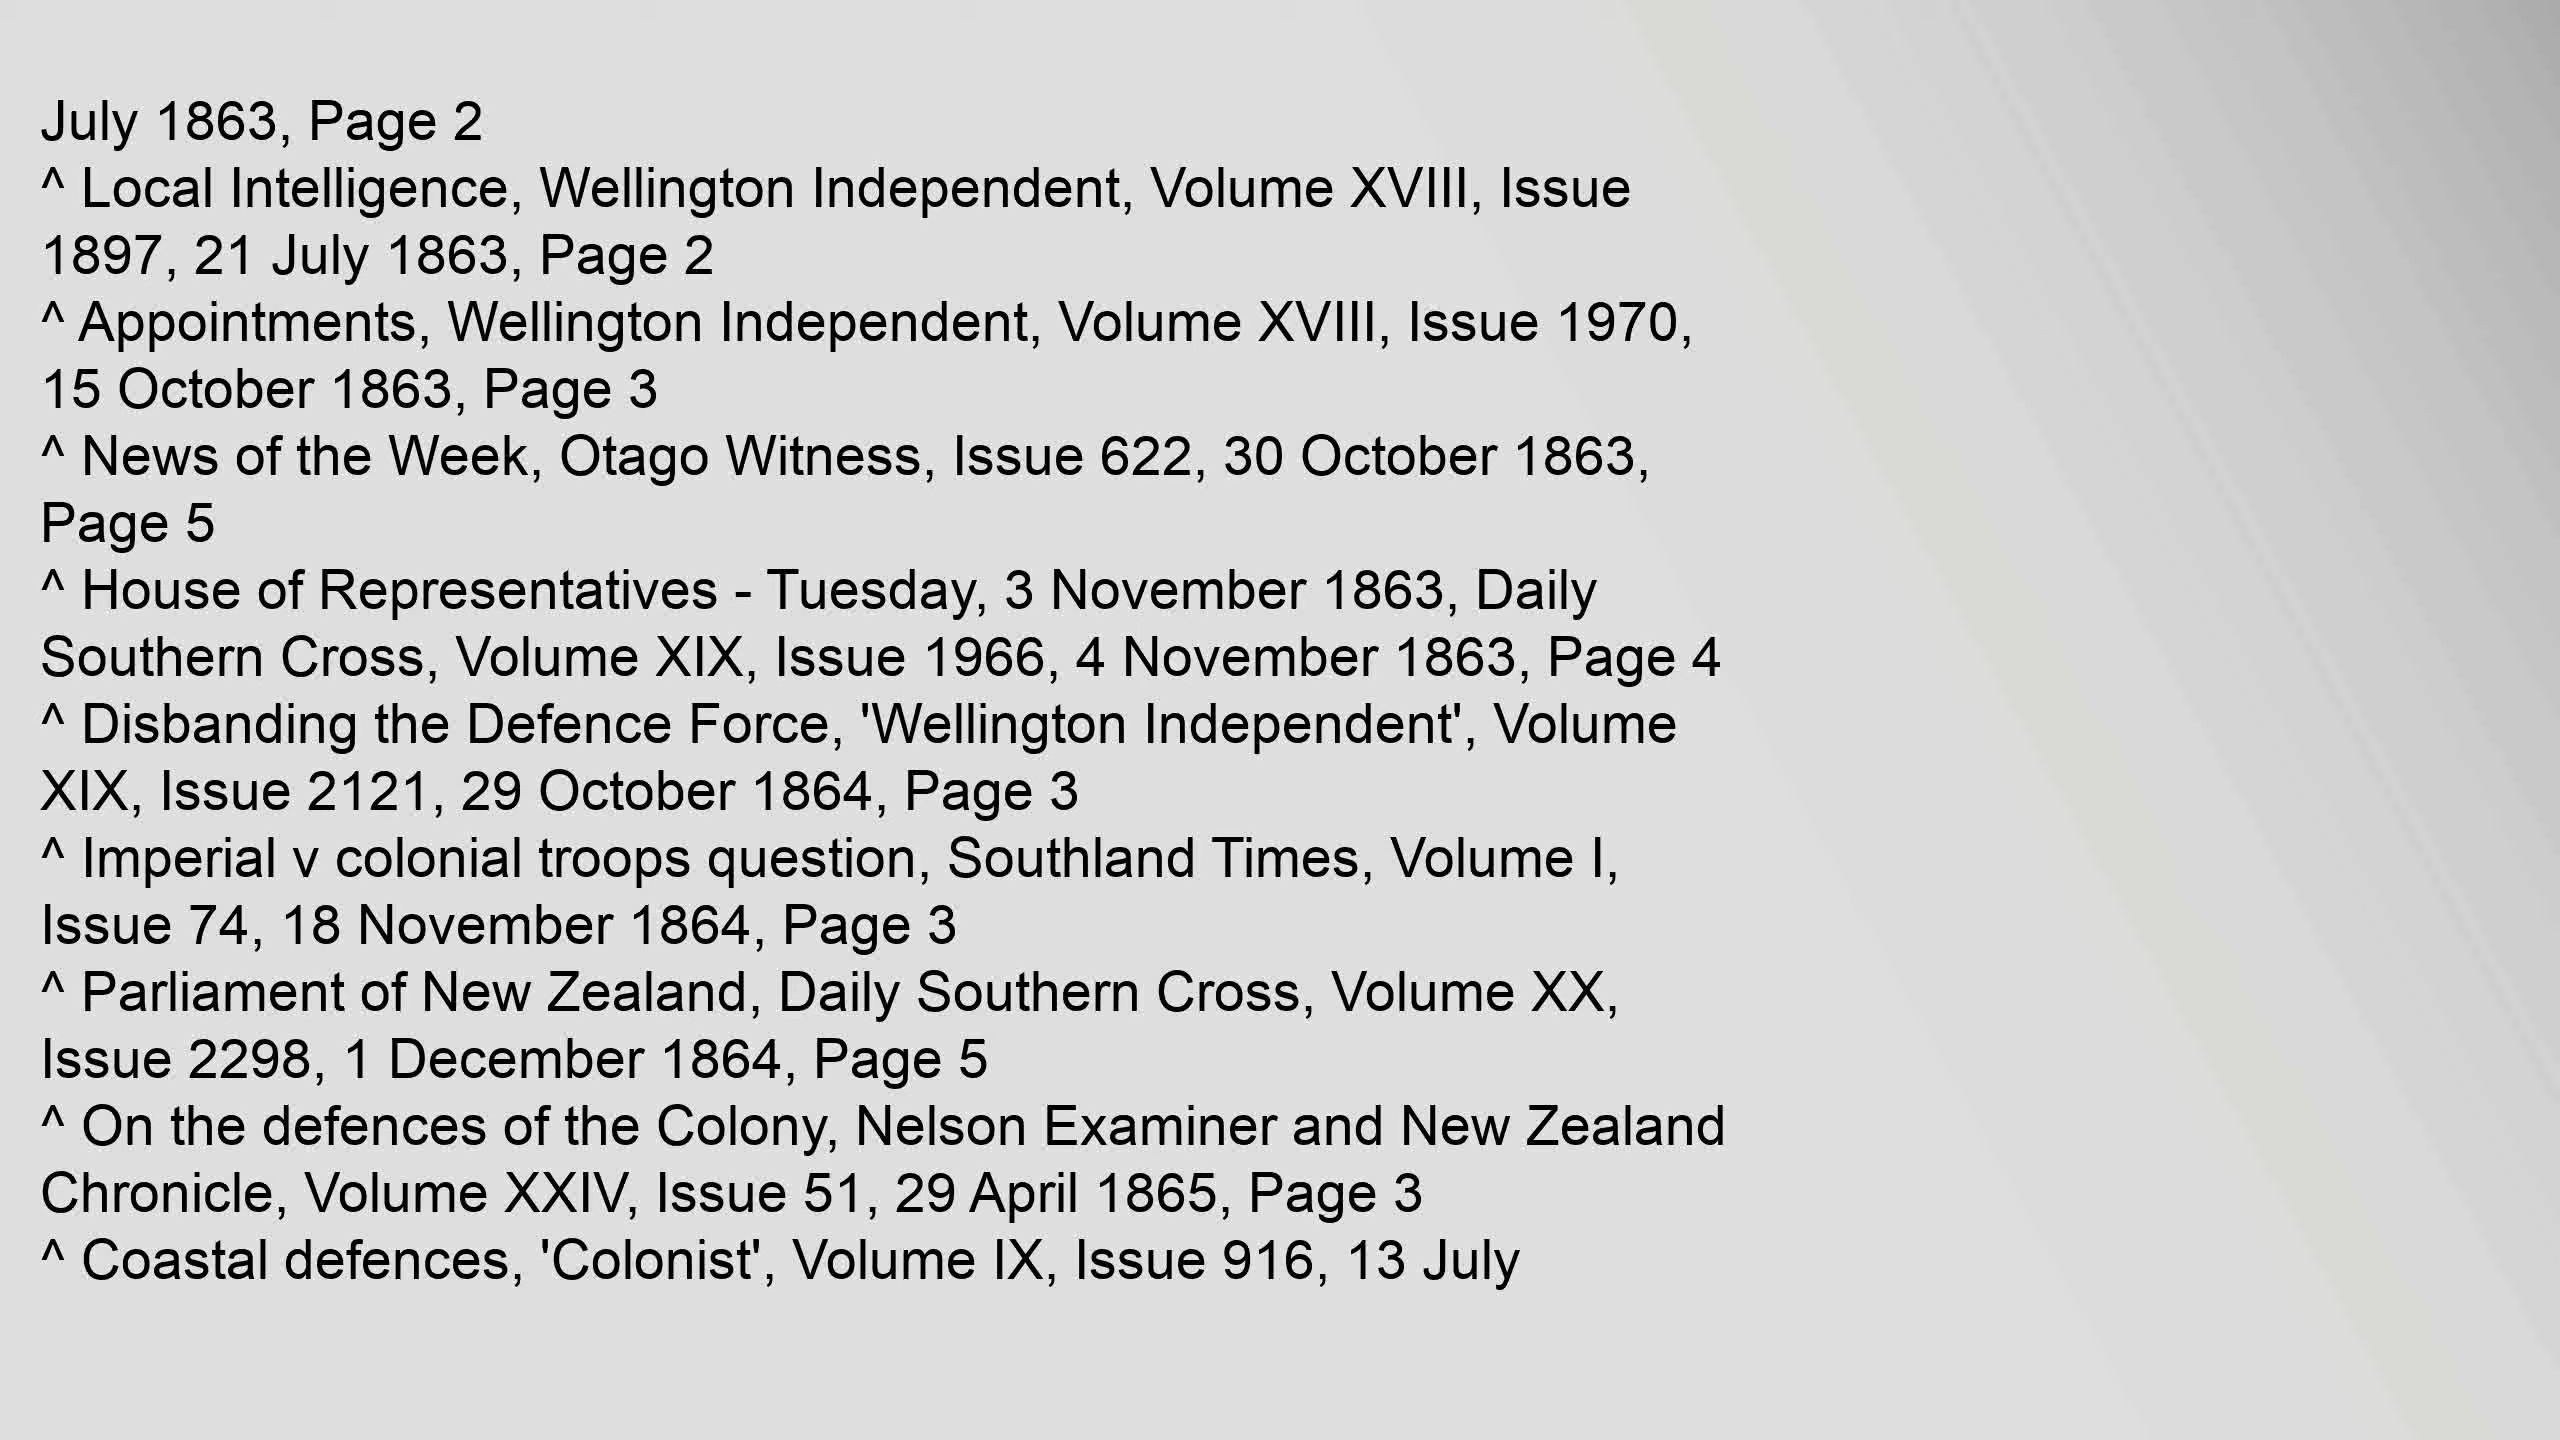 July 1863, Page 2
^ Local Intelligence, Wellington Independent, Volume XVIII, Issue
1897, 21 July 1863, Page 2
^ Appointments, Wellington Independent, Volume XVIII, Issue 1970,
15 October 1863, Page 3
^ News of the Week, Otago Witness, Issue 622, 30 October 1863,
Page 5
^ House of Representatives - Tuesday, 3 November 1863, Daily
Southern Cross, Volume XIX, Issue 1966, 4 November 1863, Page 4
^ Disbanding the Defence Force, 'Wellington Independent', Volume
XIX, Issue 2121, 29 October 1864, Page 3
^ Imperial v colonial troops question, Southland Times, Volume I,
Issue 74, 18 November 1864, Page 3
^ Parliament of New Zealand, Daily Southern Cross, Volume XX,
Issue 2298, 1 December 1864, Page 5
^ On the defences of the Colony, Nelson Examiner and New Zealand
Chronicle, Volume XXIV, Issue 51, 29 April 1865, Page 3
^ Coastal defences, 'Colonist', Volume IX, Issue 916, 13 July